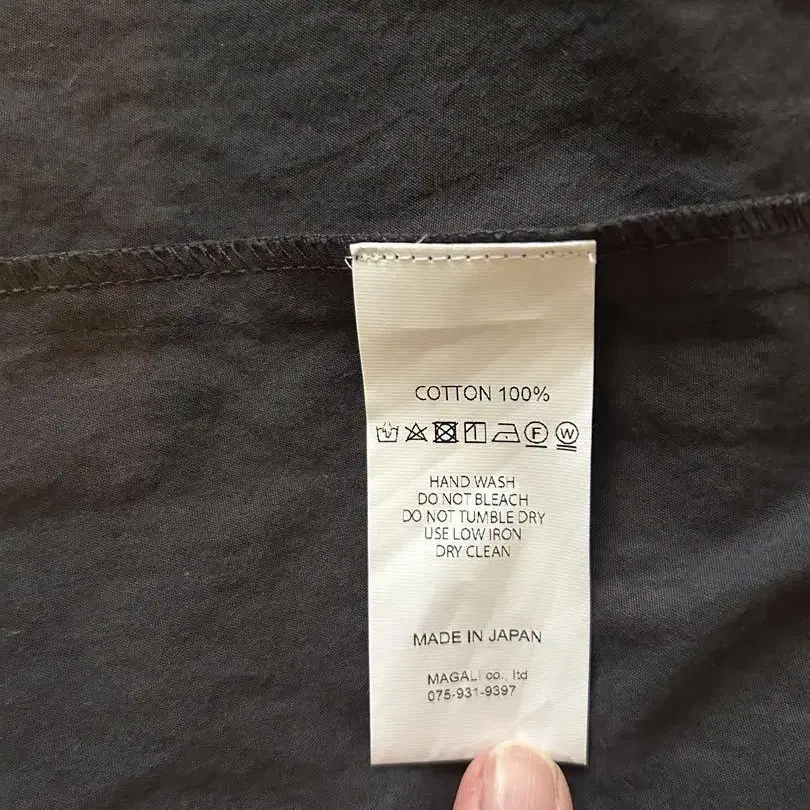 COTTON 100%
F W
HAND WASH
DO NOT BLEACH
DO NOT TUMBLE DRY
USE LOW IRON
DRY CLEAN
MADE IN JAPAN
MAGALI co., ltd
075-931-9397